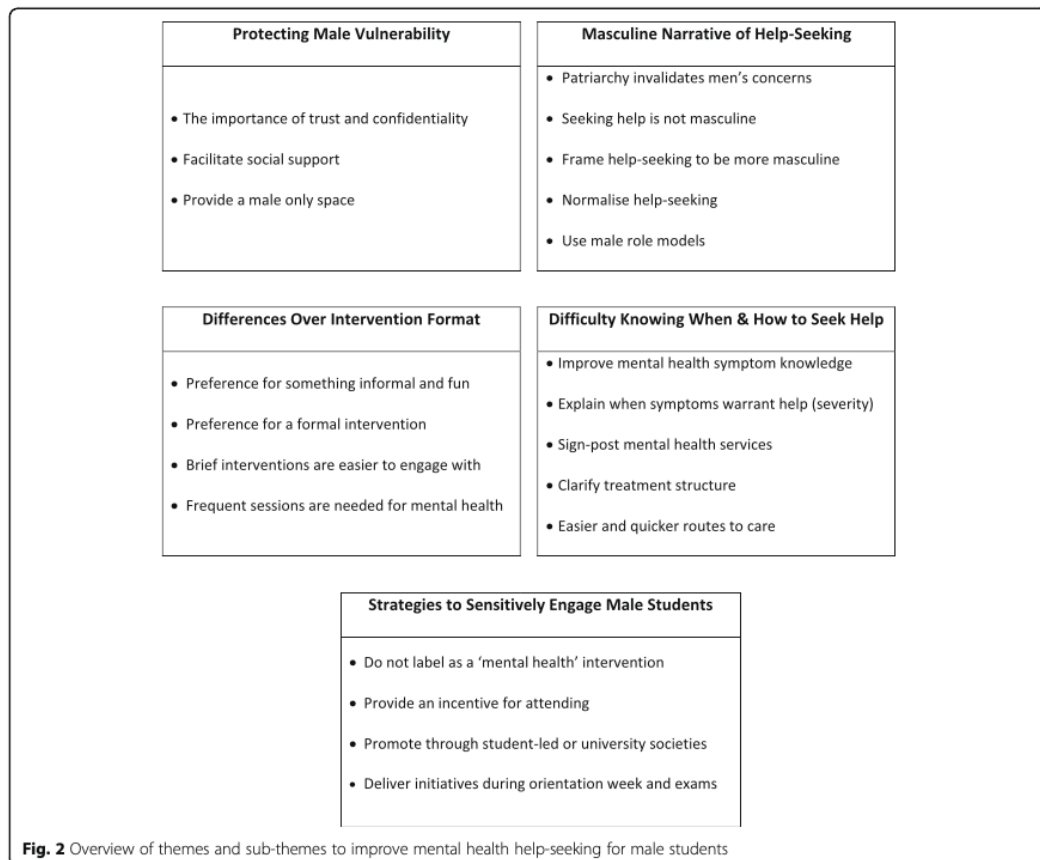 Protecting Male Vulnerability
• The importance of trust and confidentiality
• Facilitate social support
• Provide a male only space
Masculine Narrative of Help-Seeking
• Patriarchy invalidates men's concerns
• Seeking help is not masculine
• Frame help-seeking to be more masculine
• Normalise help-seeking
• Use male role models
Differences Over Intervention Format
• Preference for something informal and fun
• Preference for a formal intervention
• Brief interventions are easier to engage with
• Frequent sessions are needed for mental health
Difficulty Knowing When & How to Seek Help
• Improve mental health symptom knowledge
• Explain when symptoms warrant help (severity)
• Sign-post mental health services
• Clarify treatment structure
• Easier and quicker routes to care
Strategies to Sensitively Engage Male Students
• Do not label as a 'mental health' intervention
• Provide an incentive for attending
• Promote through student-led or university societies
• Deliver initiatives during orientation week and exams
Fig. 2 Overview of themes and sub-themes to improve mental health help-seeking for male students